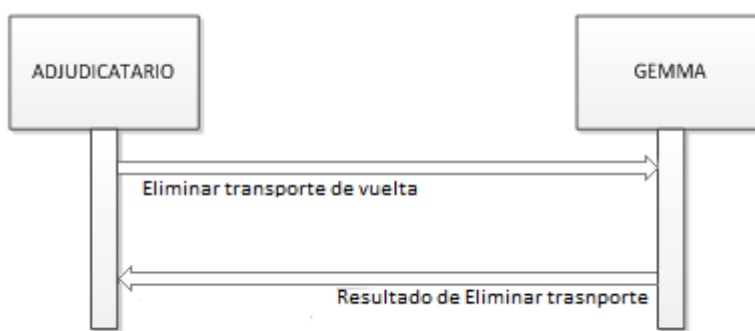 ADJUDICATARIO
GEMMA
Eliminar transporte de vuelta
Resultado de Eliminar trasnporte